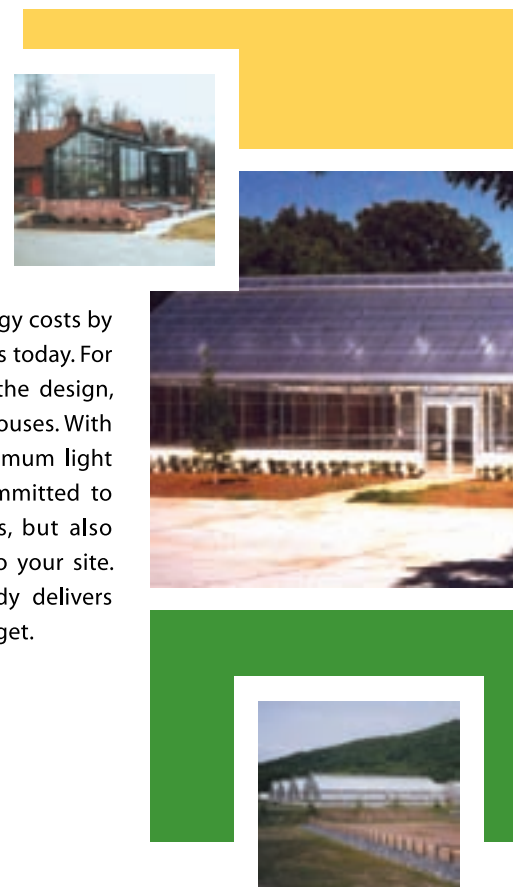 gy costs by
s today. For
the design,
ouses. With
mum light
mmitted to
s, but also
o your site.
dy delivers
get.